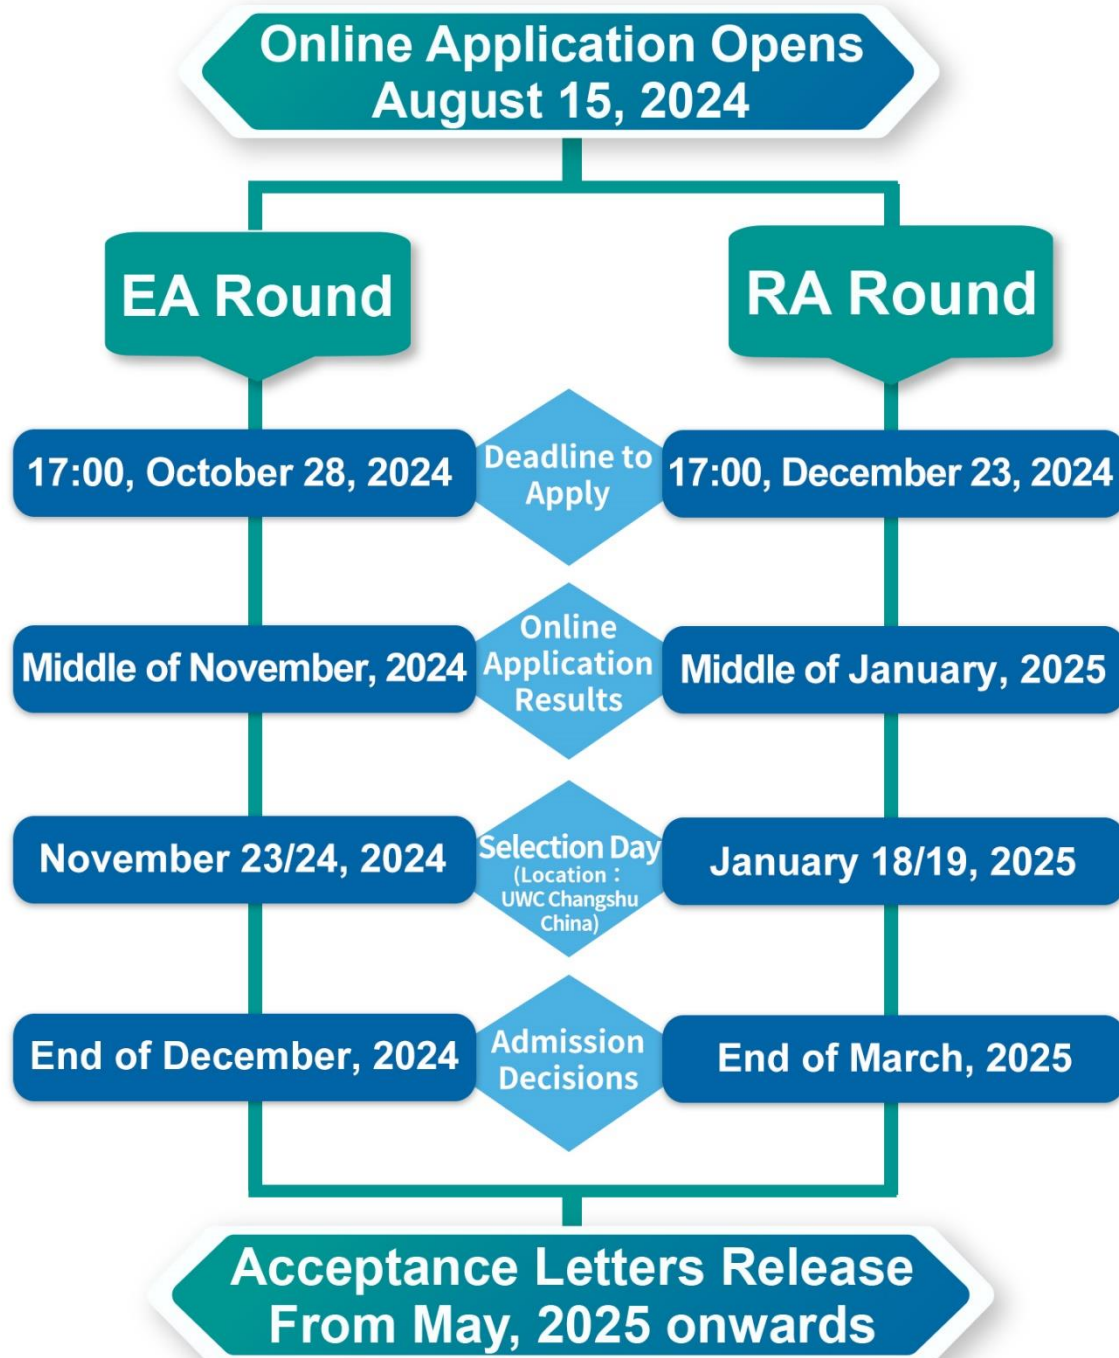 Online Application Opens
August 15, 2024
EA Round
RA Round
17:00, October 28, 2024
Deadline to
Apply
17:00, December 23, 2024
Middle of November, 2024
Online
Application
Results
Middle of January, 2025
November 23/24, 2024
Selection Day
(Location：
UWC Changshu
China)
January 18/19, 2025
End of December, 2024
Admission
Decisions
End of March, 2025
Acceptance Letters Release
From May, 2025 onwards